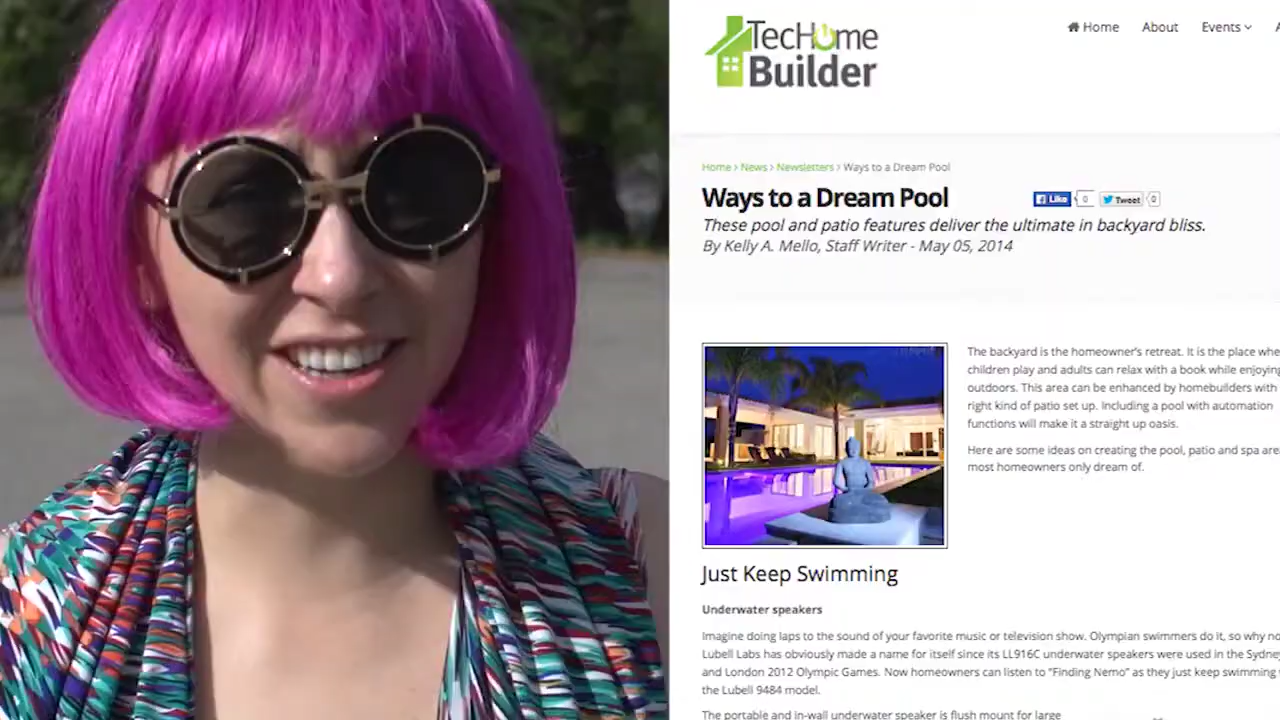 TecHome
Builder
Home
About
Events
Home › News › Newsletters › Ways to a Dream Pool
Ways to a Dream Pool
Like
0
Tweet
0
These pool and patio features deliver the ultimate in backyard bliss.
By Kelly A. Mello, Staff Writer - May 05, 2014
The backyard is the homeowner's retreat. It is the place whe
children play and adults can relax with a book while enjoying
outdoors. This area can be enhanced by homebuilders with
right kind of patio set up. Including a pool with automation
functions will make it a straight up oasis.
Here are some ideas on creating the pool, patio and spa area
most homeowners only dream of.
Just Keep Swimming
Underwater speakers
Imagine doing laps to the sound of your favorite music or television show. Olympian swimmers do it, so why no
Lubell Labs has obviously made a name for itself since its LL916C underwater speakers were used in the Sydney
and London 2012 Olympic Games. Now homeowners can listen to "Finding Nemo" as they just keep swimming
the Lubell 9484 model.
The portable and in-wall underwater speaker is flush mount for large